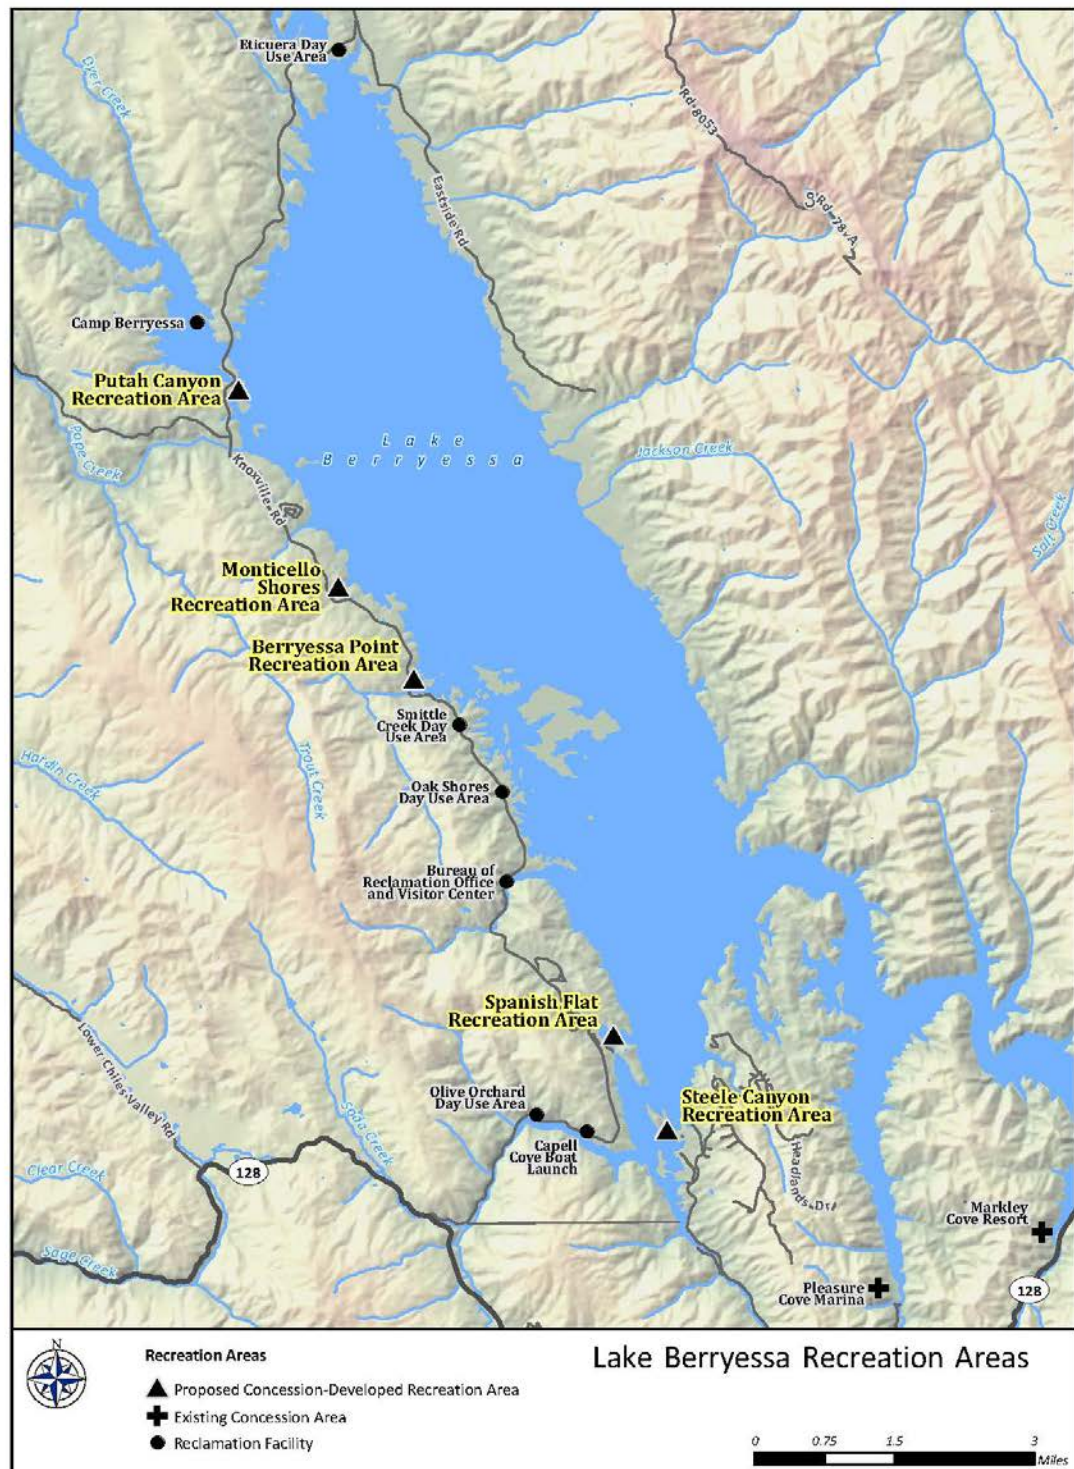 Eticuera Day
Use Area
Dyer Creek
Rd 8053
Rd 78 A
Eastside Rd
Camp Berryessa
Putah Canyon
Recreation Area
Lake
Berryessa
Pope Creek
Knoxville Rd
Jackson Creek
Salt Creek
Monticello
Shores
Recreation Area
Berryessa Point
Recreation Area
Smittle
Creek Day
Use Area
Trout Creek
Hardin Creek
Oak Shores
Day Use Area
Bureau of
Reclamation Office
and Visitor Center
Spanish Flat
Recreation Area
Lower Chiles Valley Rd
Soda Creek
Olive Orchard
Day Use Area
Steele Canyon
Recreation Area
Capell
Cove Boat
Launch
Headlands Dr
128
Clear Creek
Sage Creek
Markley
Cove Resort
Pleasure
Cove Marina
128
N
Recreation Areas
Proposed Concession-Developed Recreation Area
Existing Concession Area
Reclamation Facility
Lake Berryessa Recreation Areas
0 0.75 1.5 3
Miles